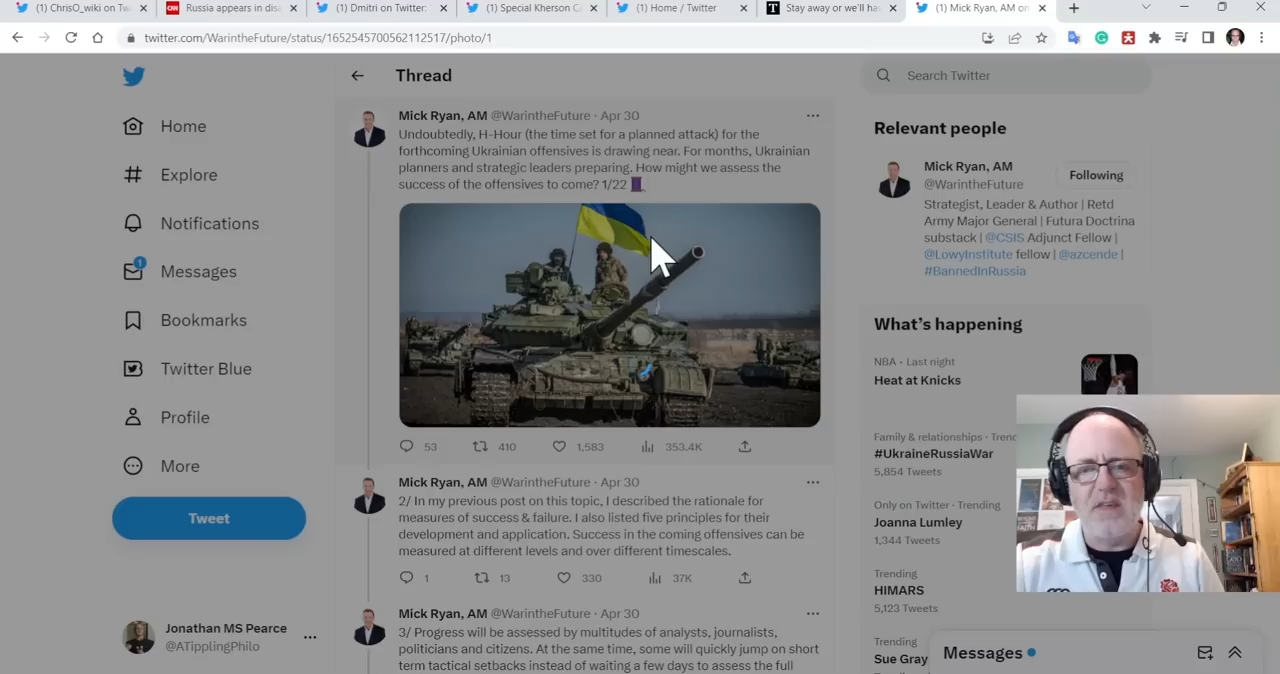 (1) ChrisO_wiki on Tw
Russia appears in disa
(1) Dmitri on Twitter:
(1) Special Kherson Ca
(1) Home / Twitter
Stay away or we'll ha
(1) Mick Ryan, AM on
twitter.com/WarintheFuture/status/1652545700562112517/photo/1
Home
Explore
Notifications
1
Messages
Bookmarks
Twitter Blue
Profile
More
Tweet
Jonathan MS Pearce
@ATipplingPhilo
Thread
Mick Ryan, AM @WarintheFuture · Apr 30
Undoubtedly, H-Hour (the time set for a planned attack) for the
forthcoming Ukrainian offensives is drawing near. For months, Ukrainian
planners and strategic leaders preparing. How might we assess the
success of the offensives to come? 1/22
53 410 1,583 353.4K
Mick Ryan, AM @WarintheFuture · Apr 30
2/ In my previous post on this topic, I described the rationale for
measures of success & failure. I also listed five principles for their
development and application. Success in the coming offensives can be
measured at different levels and over different timescales.
1 13 330 37K
Mick Ryan, AM @WarintheFuture · Apr 30
3/ Progress will be assessed by multitudes of analysts, journalists,
politicians and citizens. At the same time, some will quickly jump on short
term tactical setbacks instead of waiting a few days to assess the full
Search Twitter
Relevant people
Mick Ryan, AM
@WarintheFuture
Following
Strategist, Leader & Author | Retd
Army Major General | Futura Doctrina
substack | @CSIS Adjunct Fellow |
@LowyInstitute fellow | @azcende |
#BannedInRussia
What's happening
NBA · Last night
Heat at Knicks
Family & relationships · Trend
#UkraineRussiaWar
5,854 Tweets
Only on Twitter · Trending
Joanna Lumley
1,344 Tweets
Trending
HIMARS
5,123 Tweets
Trending
Sue Gray
Messages